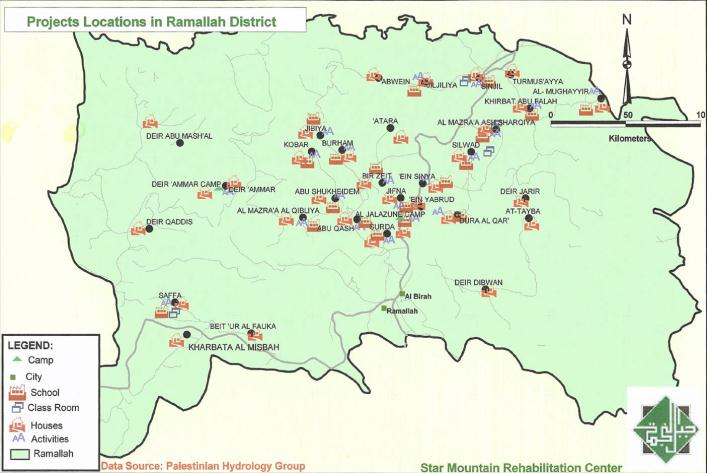 Projects Locations in Ramallah District
N
ABWEIN
JILJILIYA
SINJIL
TURMUS'AYYA
AL- MUGHAYYIR
KHIRBAT ABU FALAH
0 50 10
Kilometers
'ATARA
AL MAZRA'A ASH SHARQIYA
JIBIYA
DEIR ABU MASH'AL
KOBAR
BURHAM
SILWAD
BIR ZEIT
'EIN SINYA
DEIR 'AMMAR CAMP
DEIR 'AMMAR
ABU SHUKHEIDEM
JIFNA
'EIN YABRUD
DEIR JARIR
AL MAZRA'A AL QIBLIYA
AL JALAZUNE CAMP
DURA AL QAR'
AT-TAYBA
DEIR QADDIS
ABU QASH
SURDA
DEIR DIBWAN
SAFFA
Al Birah
Ramallah
BEIT 'UR AL FAUKA
KHARBATA AL MISBAH
LEGEND:
Camp
City
School
Class Room
Houses
Activities
Ramallah
Data Source: Palestinian Hydrology Group
Star Mountain Rehabilitation Center